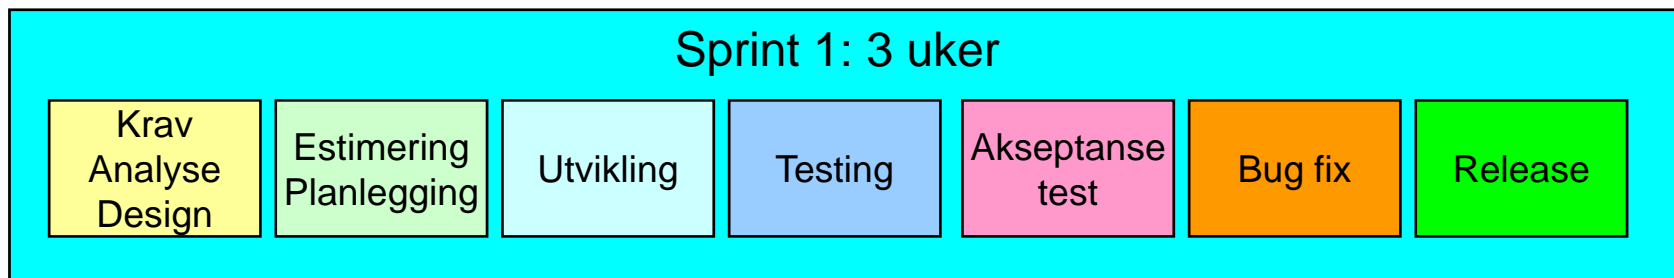 Sprint 1: 3 uker
Krav
Analyse
Design
Estimering
Planlegging
Utvikling
Testing
Akseptanse
test
Bug fix
Release